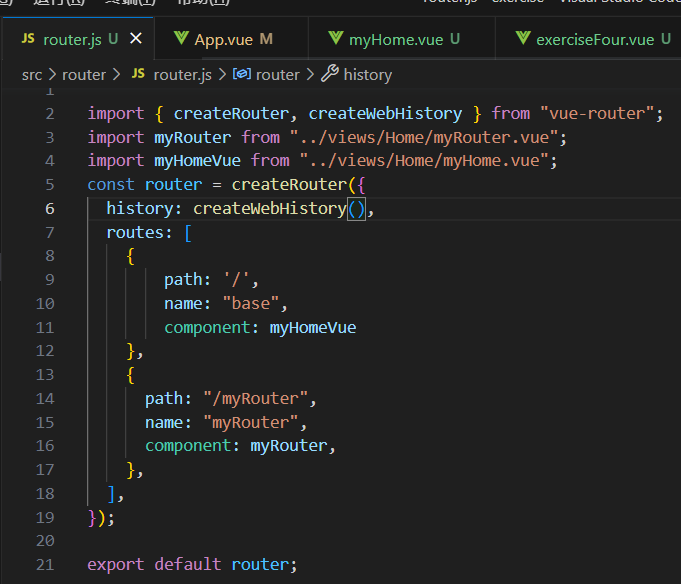 router.js - exercise - Visual Studio Code
JS router.js U × App.vue M myHome.vue U exerciseFour.vue U
src > router > JS router.js > router > history
1
2 import { createRouter, createWebHistory } from "vue-router";
3 import myRouter from "../views/Home/myRouter.vue";
4 import myHomeVue from "../views/Home/myHome.vue";
5 const router = createRouter({
6 history: createWebHistory(),
7 routes: [
8 {
9 path: '/',
10 name: "base",
11 component: myHomeVue
12 },
13 {
14 path: "/myRouter",
15 name: "myRouter",
16 component: myRouter,
17 },
18 ],
19 });
20
21 export default router;